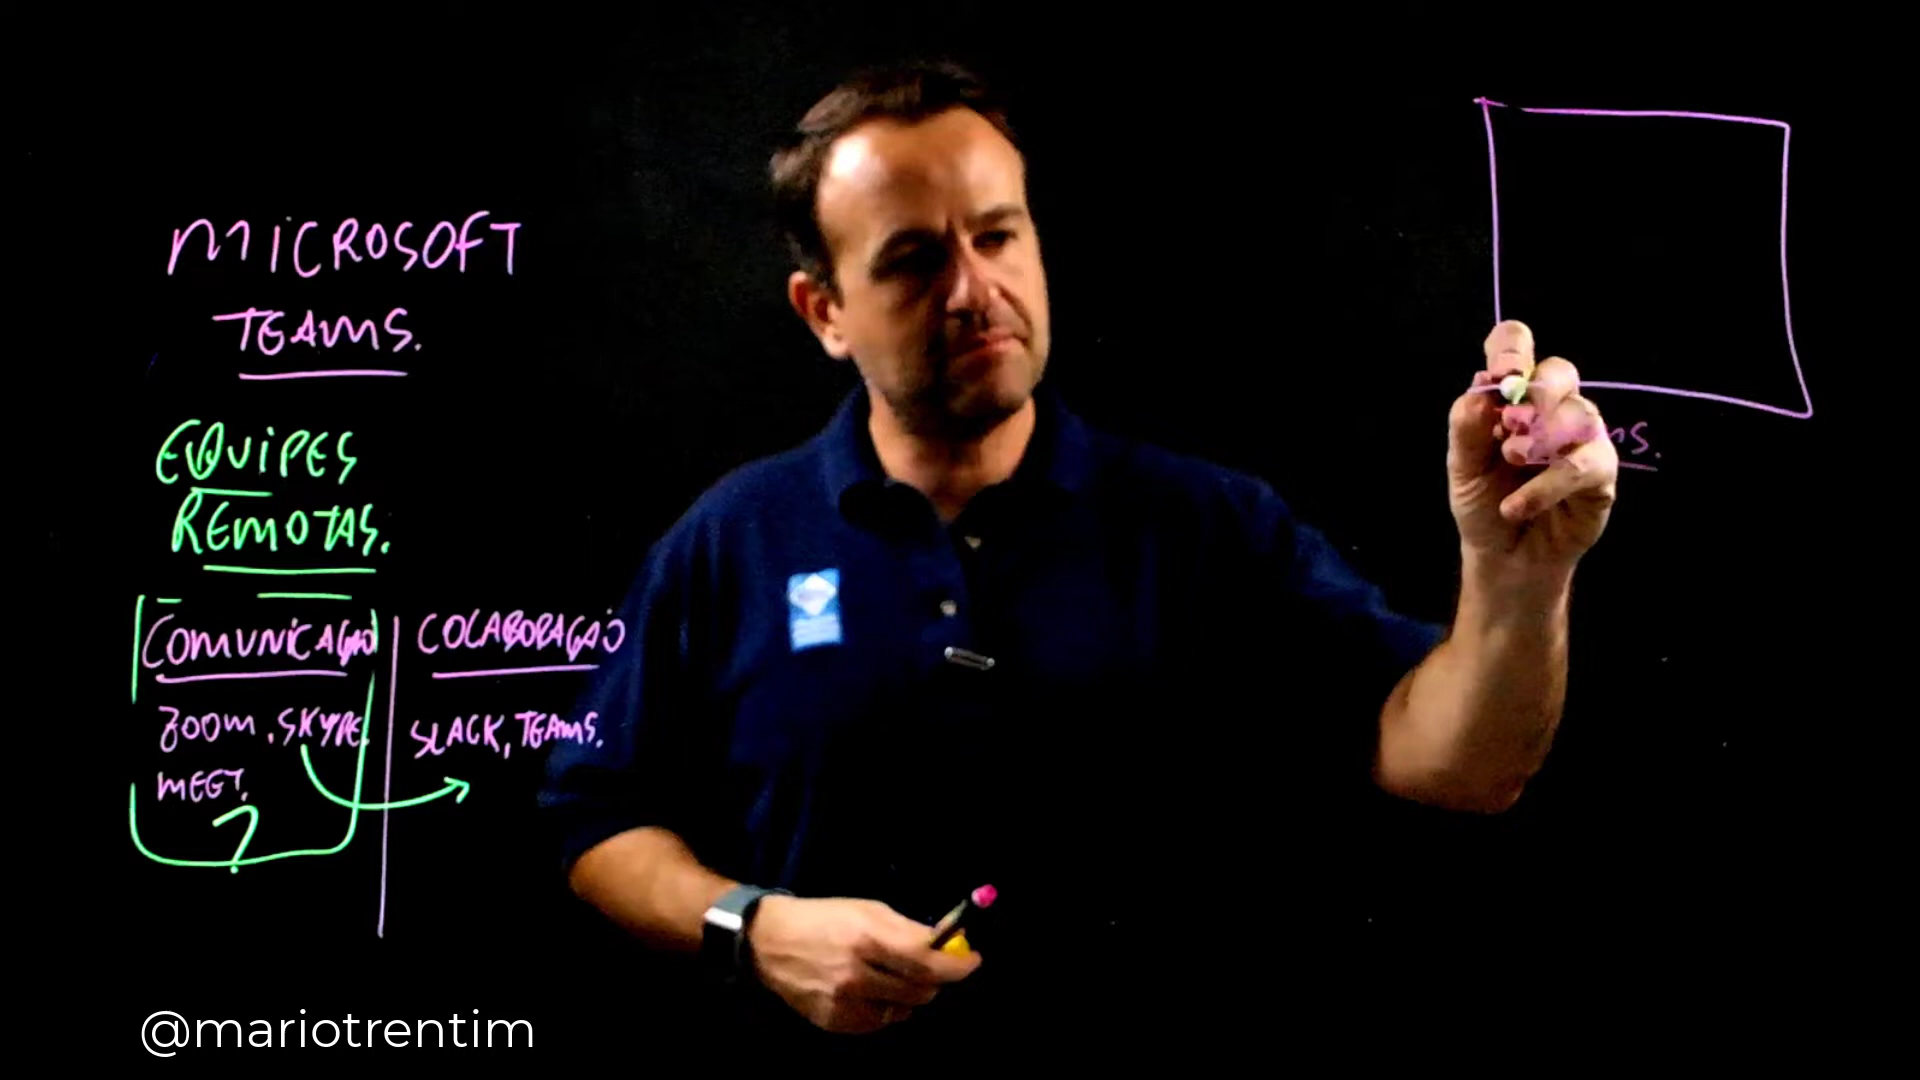 MICROSOFT
TEAMS.
EQUIPES
REMOTAS.
COMUNICAÇÃO
COLABORAÇÃO
ZOOM, SKYPE.
SLACK, TEAMS.
MEET.
?
@mariotrentim